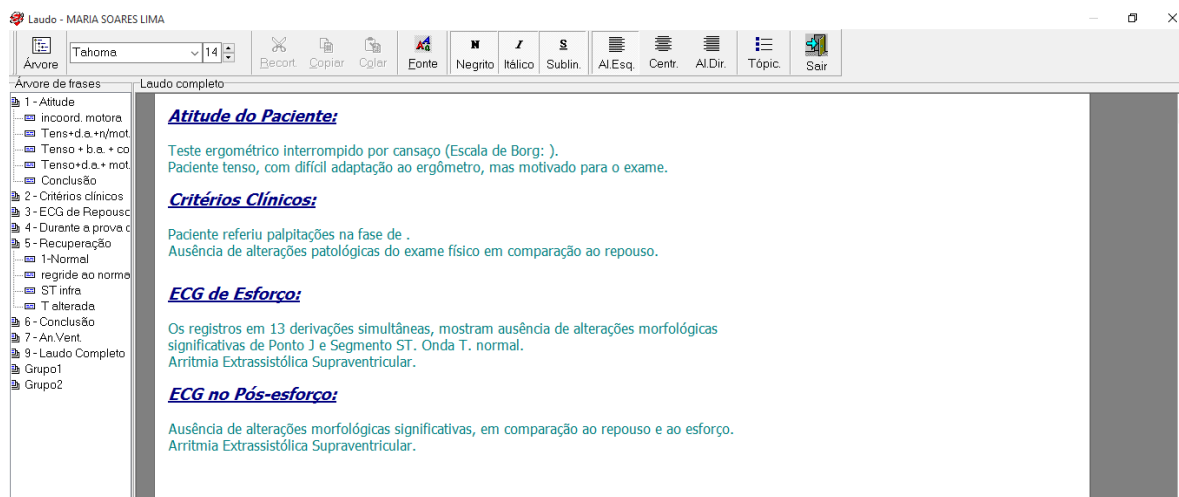 Laudo - MARIA SOARES LIMA
Árvore
Tahoma
14
Recort.
Copiar
Colar
Fonte
N
Negrito
I
Itálico
S
Sublin.
Al.Esq.
Centr.
Al.Dir.
Tópic.
Sair
Árvore de frases
Laudo completo
1 - Atitude
incoord. motora
Tens+d.a.+n/mot.
Tenso + b.a. + co
Tenso+d.a.+ mot.
Conclusão
2 - Critérios clínicos
3 - ECG de Repouso
4 - Durante a prova d
5 - Recuperação
1-Normal
regride ao norma
ST infra
T alterada
6 - Conclusão
7 - An.Vent.
9 - Laudo Completo
Grupo1
Grupo2
Atitude do Paciente:
Teste ergométrico interrompido por cansaço (Escala de Borg: ).
Paciente tenso, com difícil adaptação ao ergômetro, mas motivado para o exame.
Critérios Clínicos:
Paciente referiu palpitações na fase de .
Ausência de alterações patológicas do exame físico em comparação ao repouso.
ECG de Esforço:
Os registros em 13 derivações simultâneas, mostram ausência de alterações morfológicas
significativas de Ponto J e Segmento ST. Onda T. normal.
Arritmia Extrassistólica Supraventricular.
ECG no Pós-esforço:
Ausência de alterações morfológicas significativas, em comparação ao repouso e ao esforço.
Arritmia Extrassistólica Supraventricular.